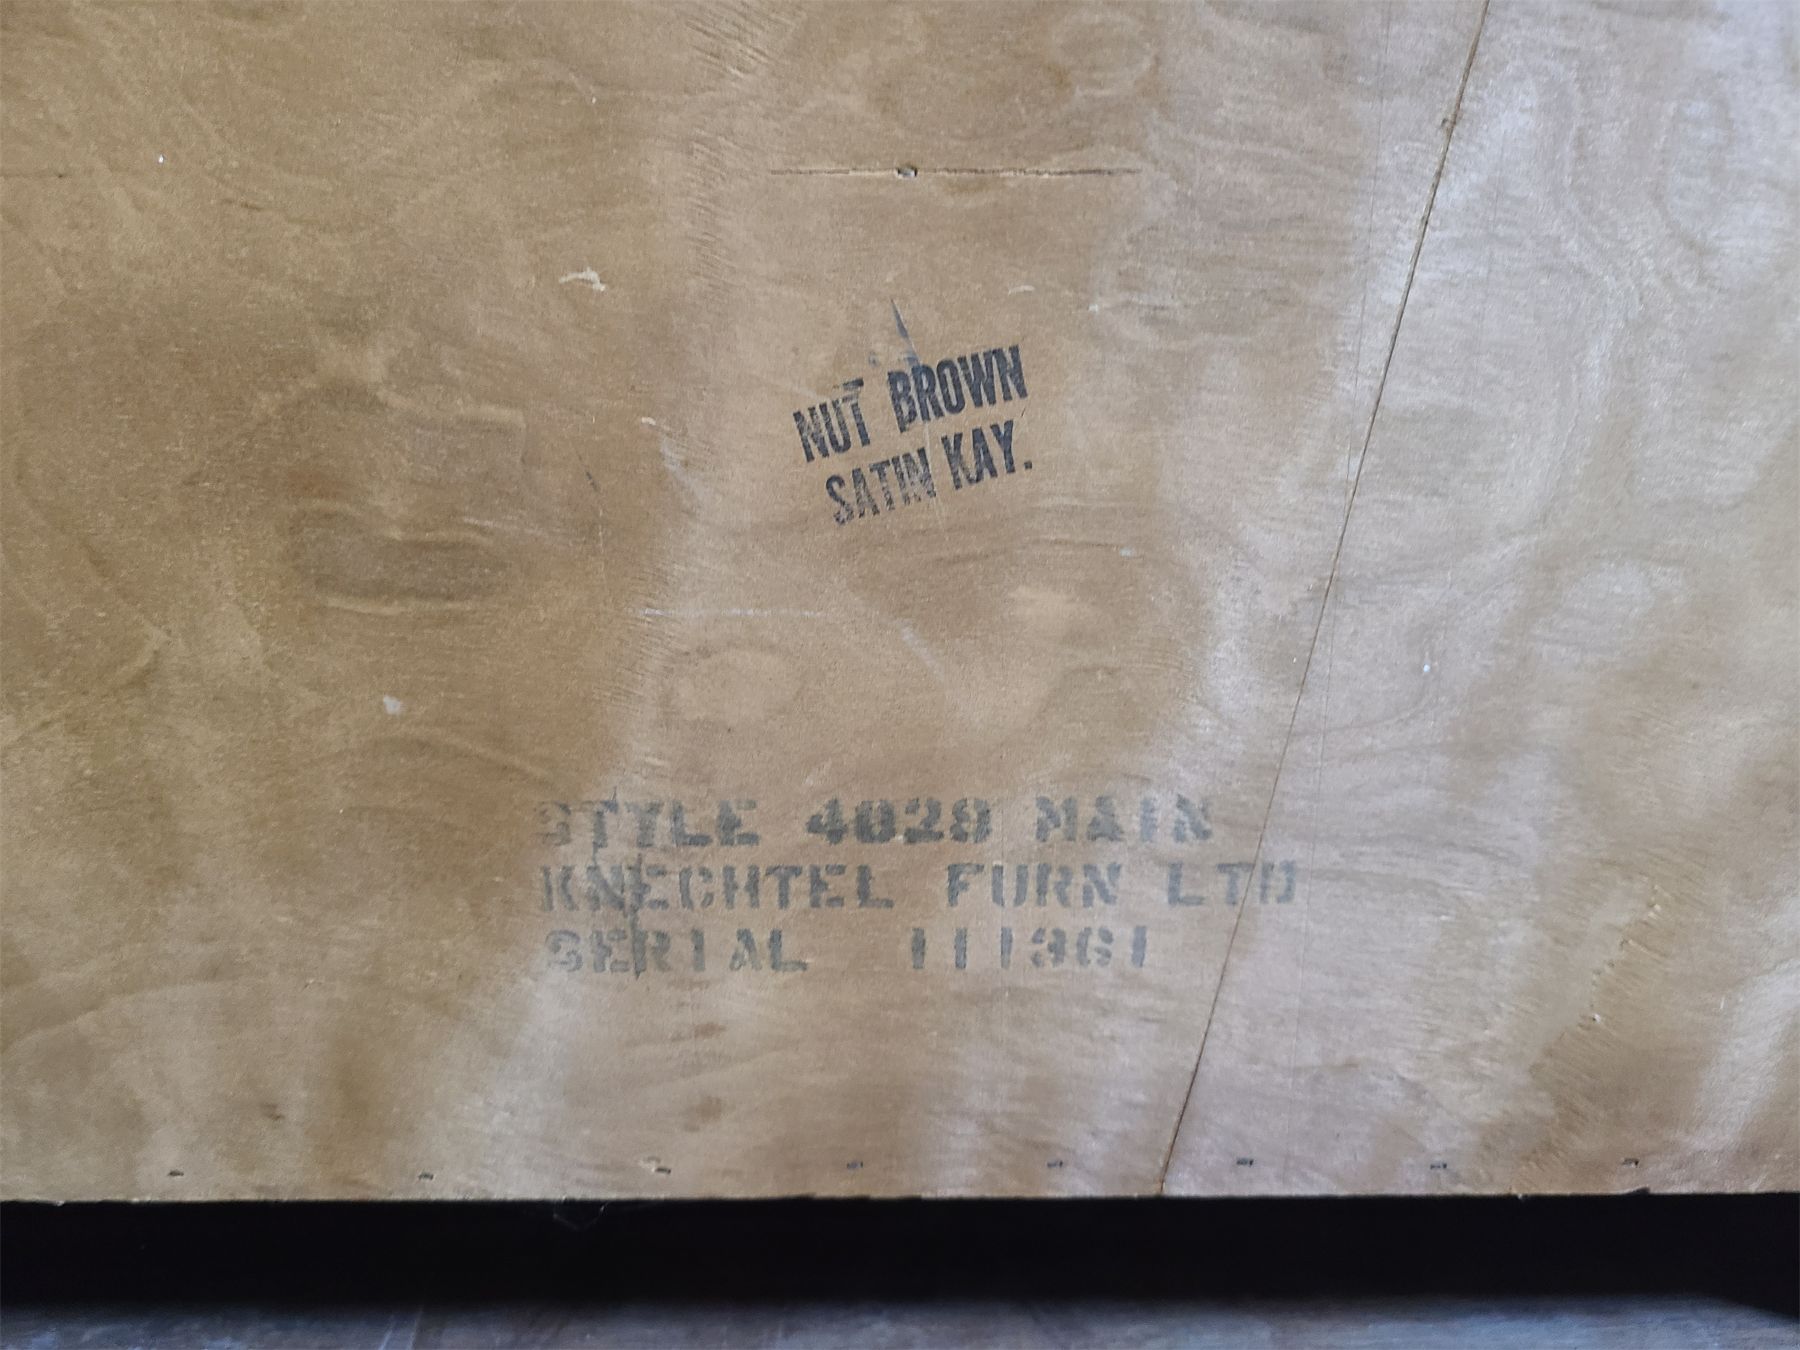 NUT BROWN
SATIN KAY.
STYLE 4028 MAIN
KNECHTEL FURN LTD
SERIAL 111361